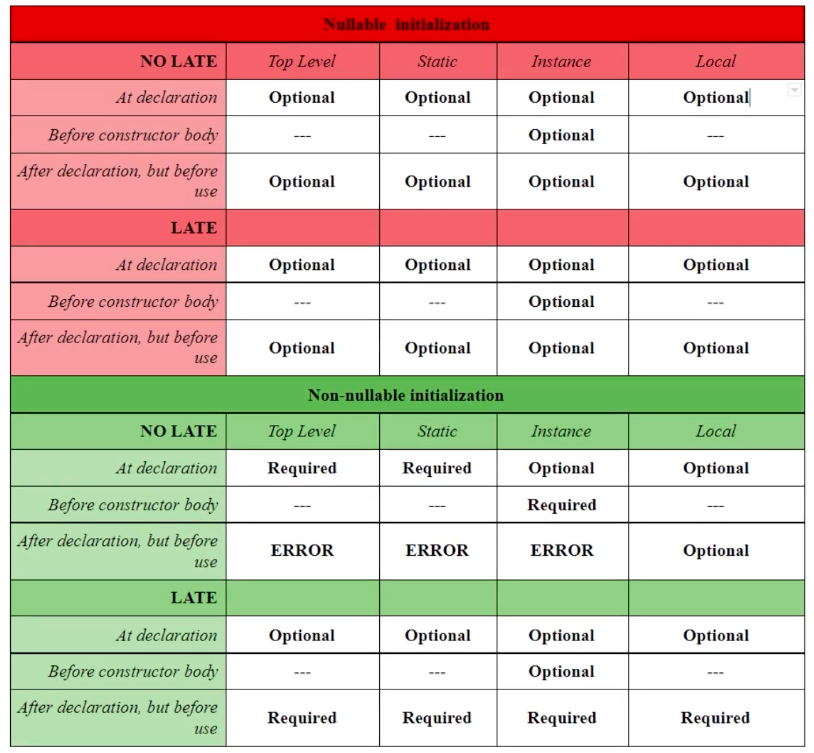 Nullable initialization
NO LATE Top Level Static Instance Local
At declaration Optional Optional Optional Optional
Before constructor body --- --- Optional ---
After declaration, but before
use Optional Optional Optional Optional
LATE
At declaration Optional Optional Optional Optional
Before constructor body --- --- Optional ---
After declaration, but before
use Optional Optional Optional Optional
Non-nullable initialization
NO LATE Top Level Static Instance Local
At declaration Required Required Optional Optional
Before constructor body --- --- Required ---
After declaration, but before
use ERROR ERROR ERROR Optional
LATE
At declaration Optional Optional Optional Optional
Before constructor body --- --- Optional ---
After declaration, but before
use Required Required Required Required